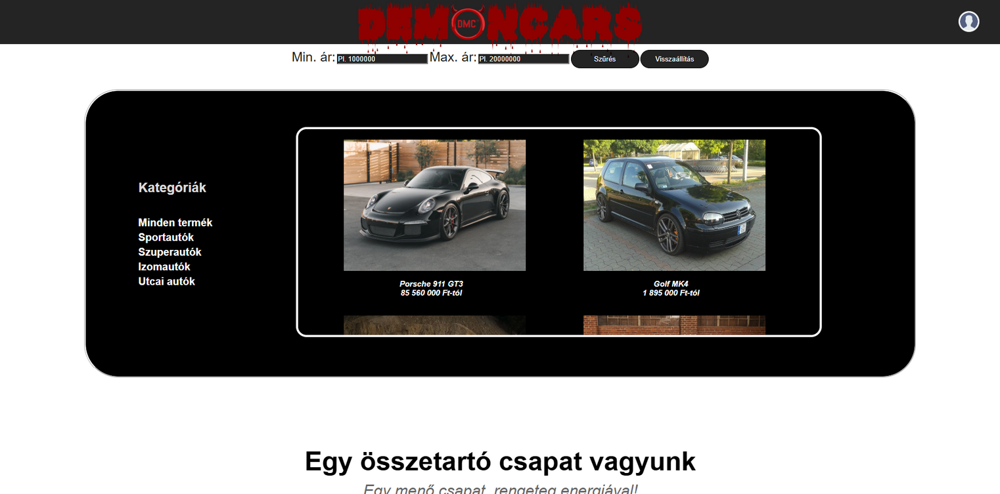 DEMONCARS
DMC
Min. ár: Pl. 1000000 Max. ár: Pl. 20000000 Szűrés Visszaállítás
Kategóriák
Minden termék
Sportautók
Szuperautók
Izomautók
Utcai autók
Porsche 911 GT3
85 560 000 Ft-tól
Golf MK4
1 895 000 Ft-tól
Egy összetartó csapat vagyunk
Egy menő csapat, rengeteg energiával!